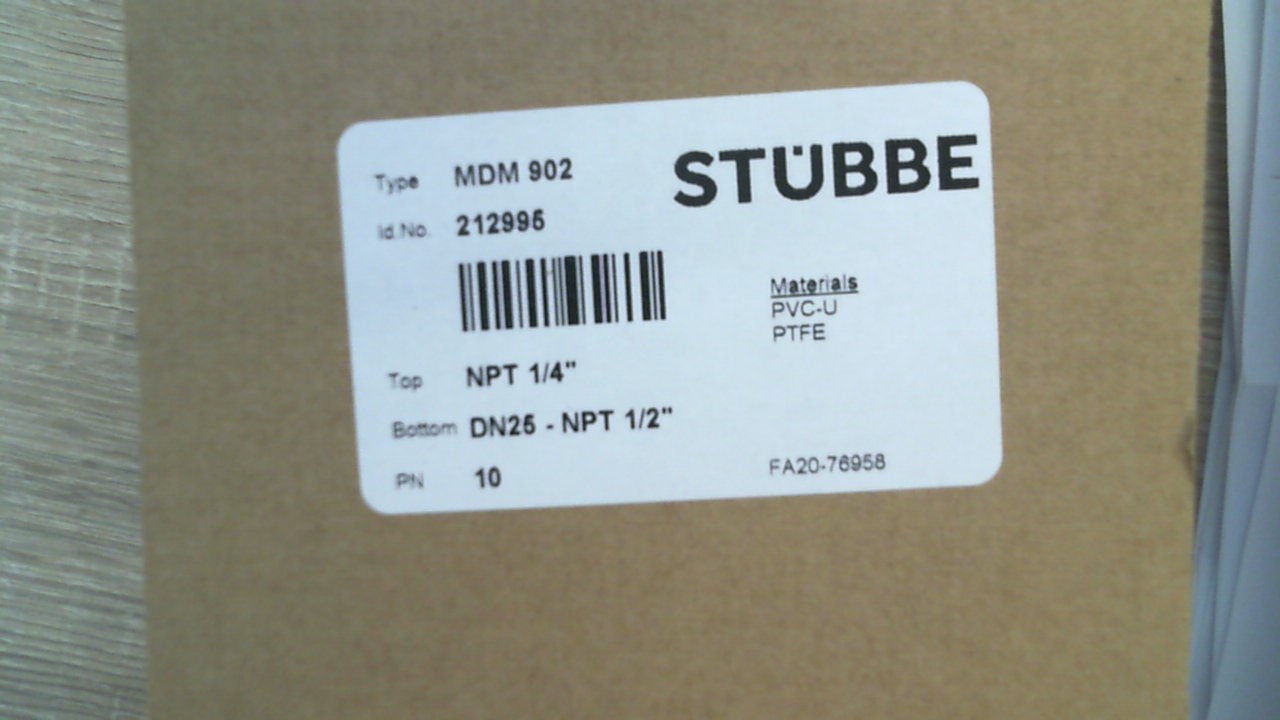 STÜBBE
Type MDM 902
Id.No. 212995
Materials
PVC-U
PTFE
Top NPT 1/4"
Bottom DN25 - NPT 1/2"
PN 10
FA20-76958